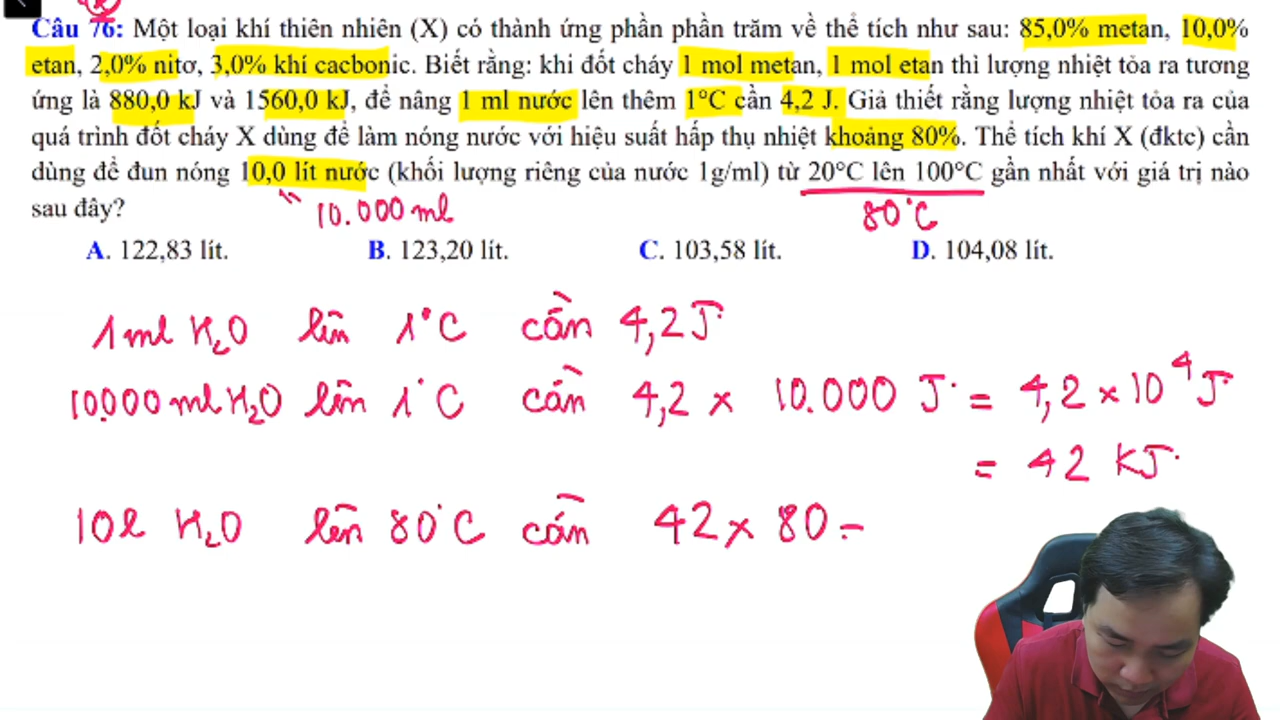 Câu 76: Một loại khí thiên nhiên (X) có thành ứng phần phần trăm về thể tích như sau: 85,0% metan, 10,0%
etan, 2,0% nitơ, 3,0% khí cacbonic. Biết rằng: khi đốt cháy 1 mol metan, 1 mol etan thì lượng nhiệt tỏa ra tương
ứng là 880,0 kJ và 1560,0 kJ, để nâng 1 ml nước lên thêm 1°C cần 4,2 J. Giả thiết rằng lượng nhiệt tỏa ra của
quá trình đốt cháy X dùng để làm nóng nước với hiệu suất hấp thụ nhiệt khoảng 80%. Thể tích khí X (đktc) cần
dùng để đun nóng 10,0 lít nước (khối lượng riêng của nước 1g/ml) từ 20°C lên 100°C gần nhất với giá trị nào
sau đây?
10.000 ml
80°C
A. 122,83 lít. B. 123,20 lít. C. 103,58 lít. D. 104,08 lít.
1ml H₂O lên 1°C cần 4,2J.
10.000 ml H₂O lên 1°C cần 4,2 x 10.000 J. = 4,2 x 10⁴ J.
= 42 KJ.
10l H₂O lên 80°C cần 42 x 80 =